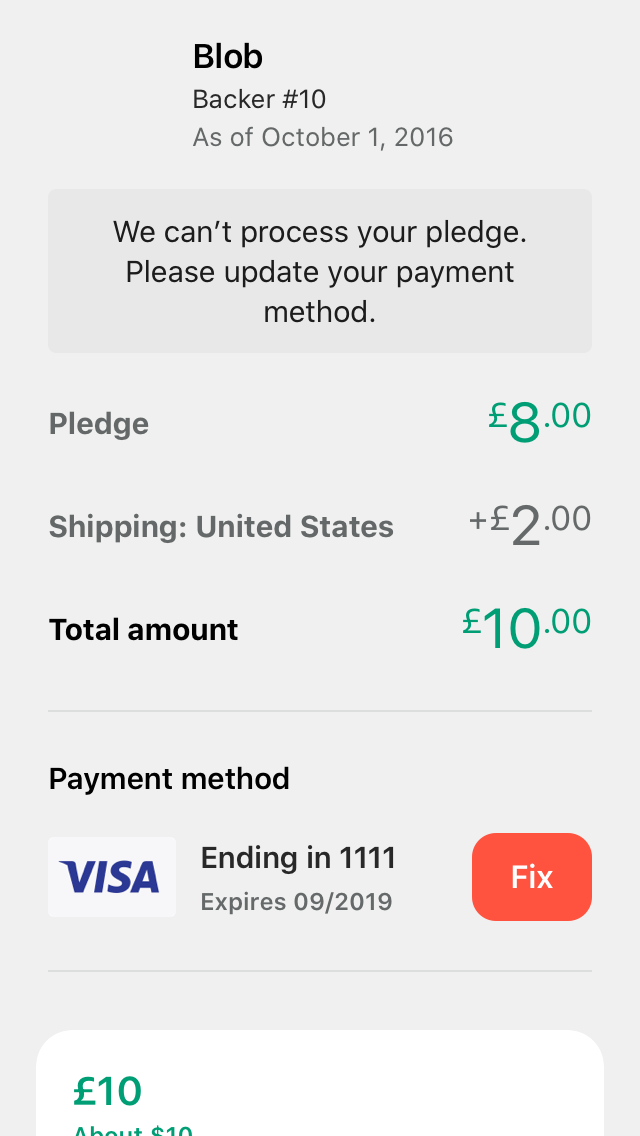 Blob
Backer #10
As of October 1, 2016
We can’t process your pledge.
Please update your payment
method.
Pledge £8.00
Shipping: United States +£2.00
Total amount £10.00
Payment method
VISA
Ending in 1111
Expires 09/2019
Fix
£10
About $10